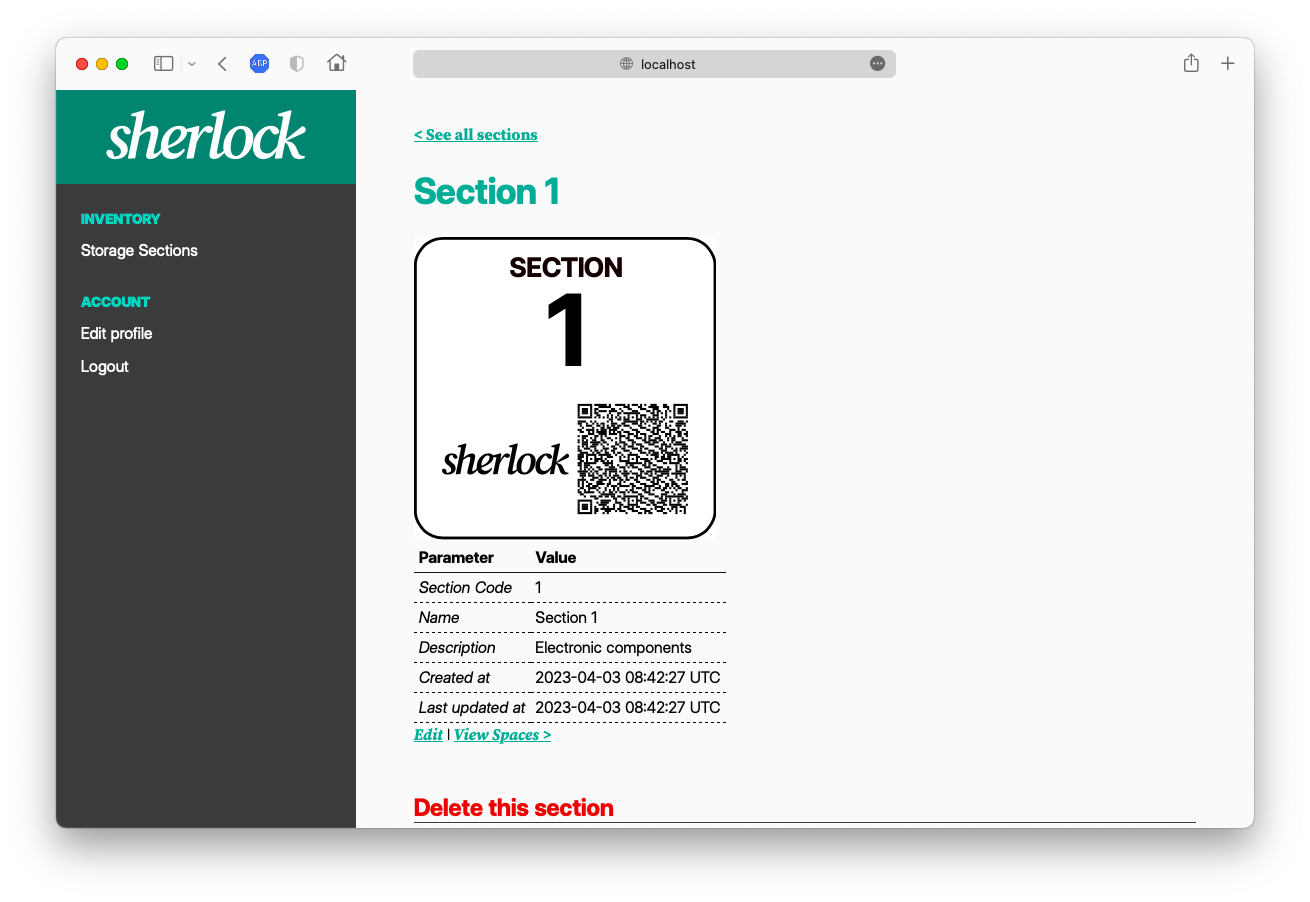 ABP
localhost
sherlock
INVENTORY
Storage Sections
ACCOUNT
Edit profile
Logout
< See all sections
Section 1
SECTION
1
sherlock
Parameter Value
Section Code 1
Name Section 1
Description Electronic components
Created at 2023-04-03 08:42:27 UTC
Last updated at 2023-04-03 08:42:27 UTC
Edit | View Spaces >
Delete this section